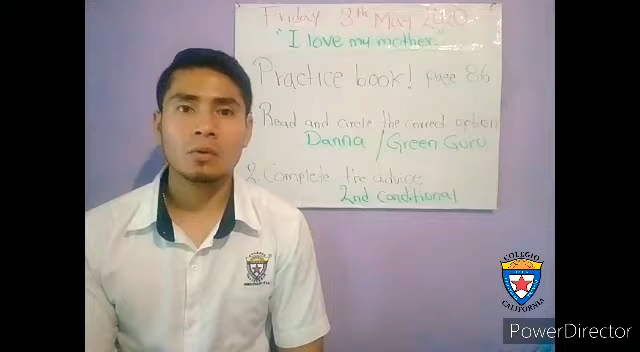 Friday 8th May 2020
"I love my mother"
Practice book! page 86
Read and circle the correct option
Danna / Green Guru
2. Complete the advice
2nd Conditional
COLEGIO
CALIFORNIA
PowerDirector